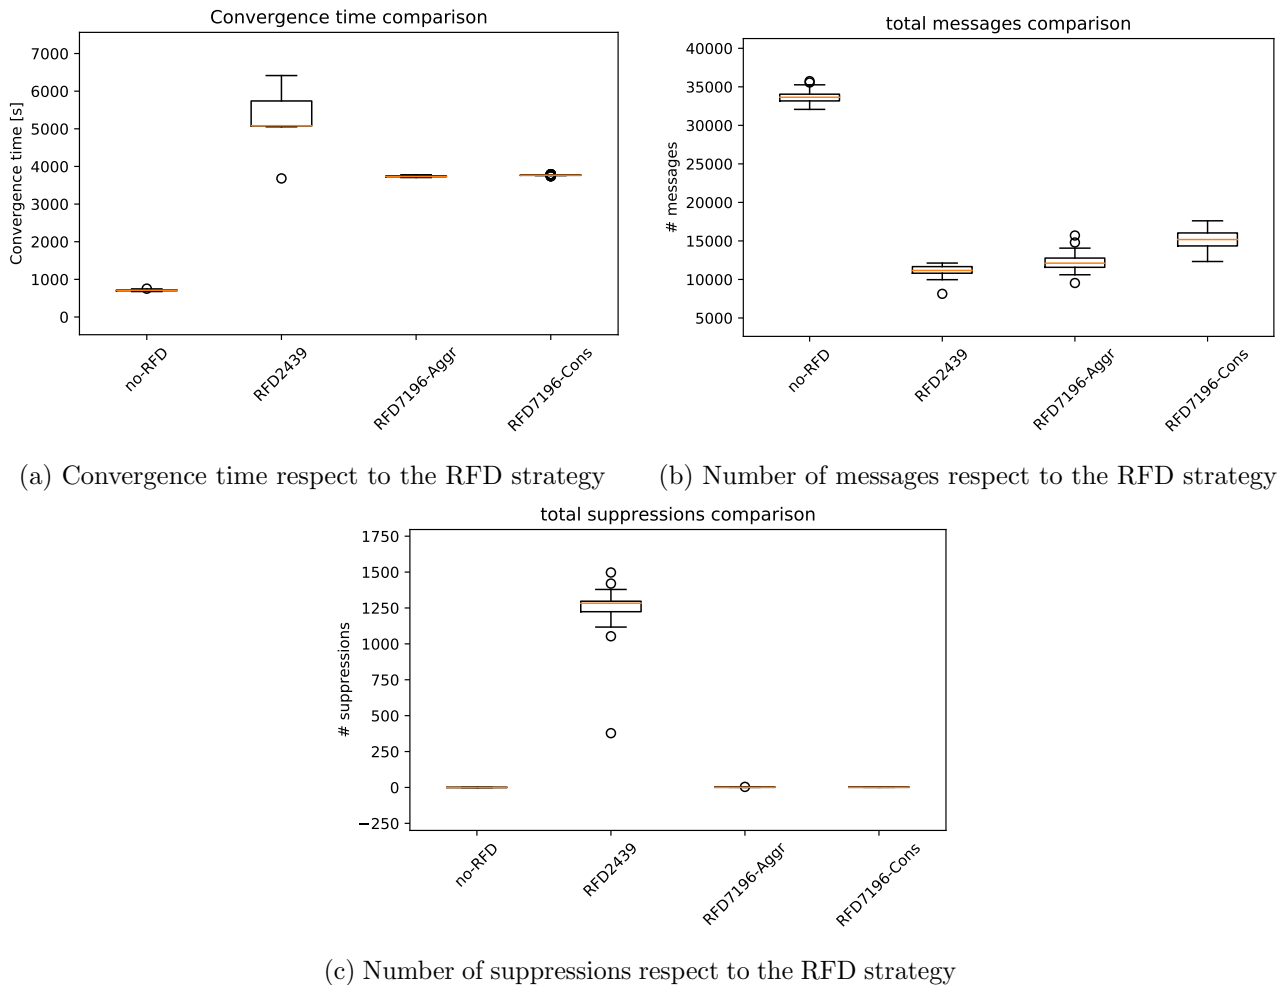 Convergence time comparison
Convergence time [s]
7000
6000
5000
4000
3000
2000
1000
0
no-RFD
RFD2439
RFD7196-Aggr
RFD7196-Cons
(a) Convergence time respect to the RFD strategy
total messages comparison
# messages
40000
35000
30000
25000
20000
15000
10000
5000
no-RFD
RFD2439
RFD7196-Aggr
RFD7196-Cons
(b) Number of messages respect to the RFD strategy
total suppressions comparison
# suppressions
1750
1500
1250
1000
750
500
250
0
−250
no-RFD
RFD2439
RFD7196-Aggr
RFD7196-Cons
(c) Number of suppressions respect to the RFD strategy